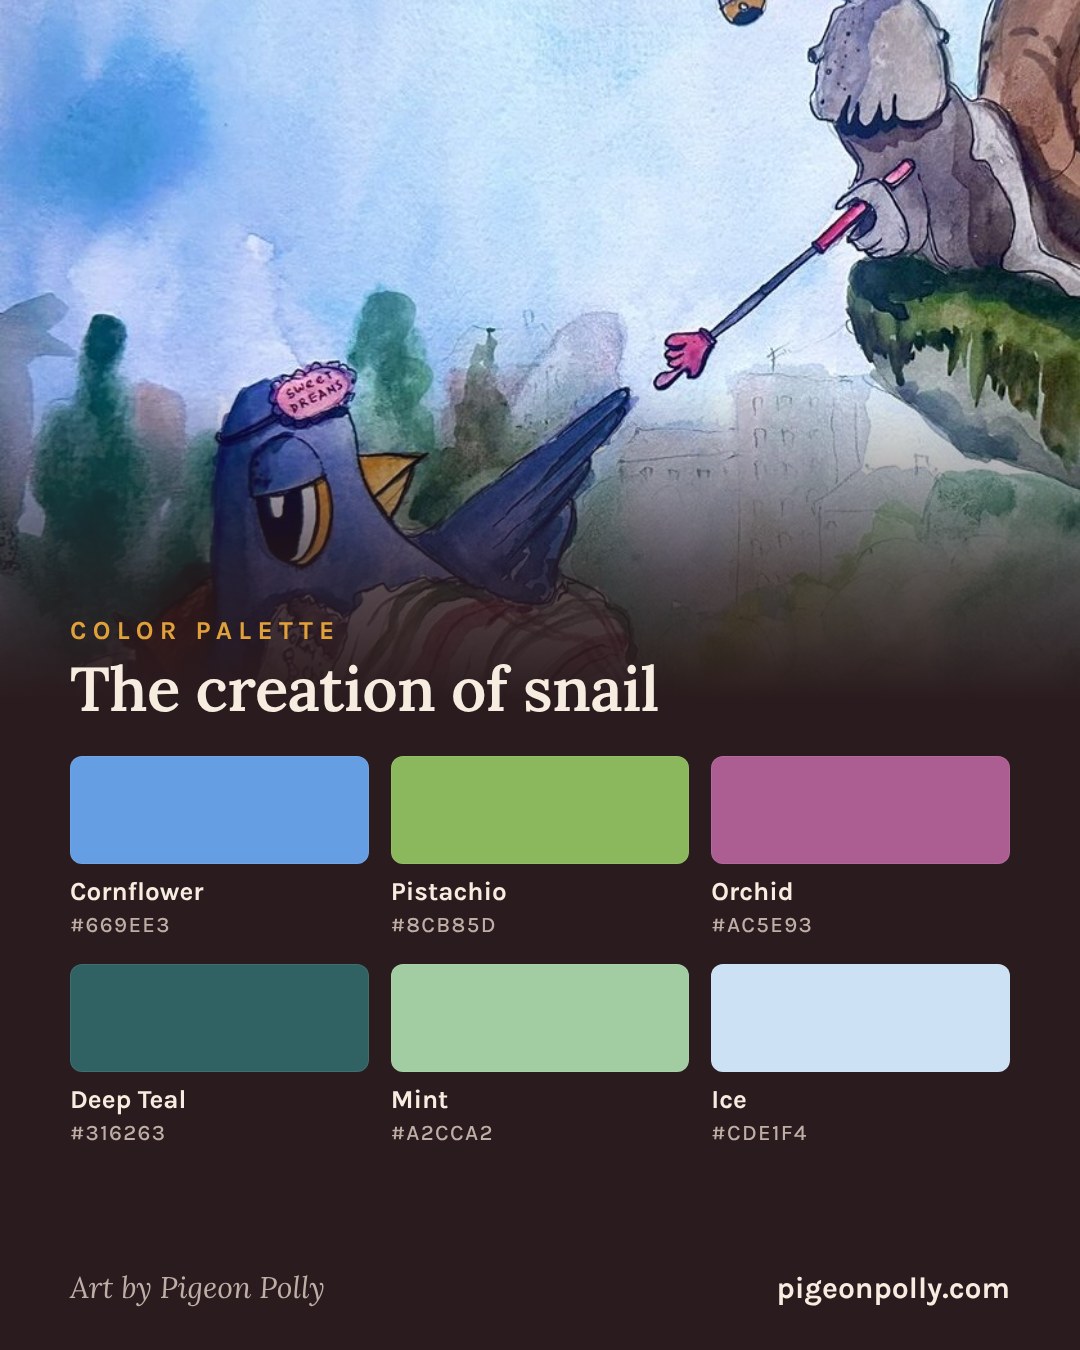 SWEET
DREAMS
COLOR PALETTE
The creation of snail
Cornflower
#669EE3
Pistachio
#8CB85D
Orchid
#AC5E93
Deep Teal
#316263
Mint
#A2CCA2
Ice
#CDE1F4
Art by Pigeon Polly
pigeonpolly.com